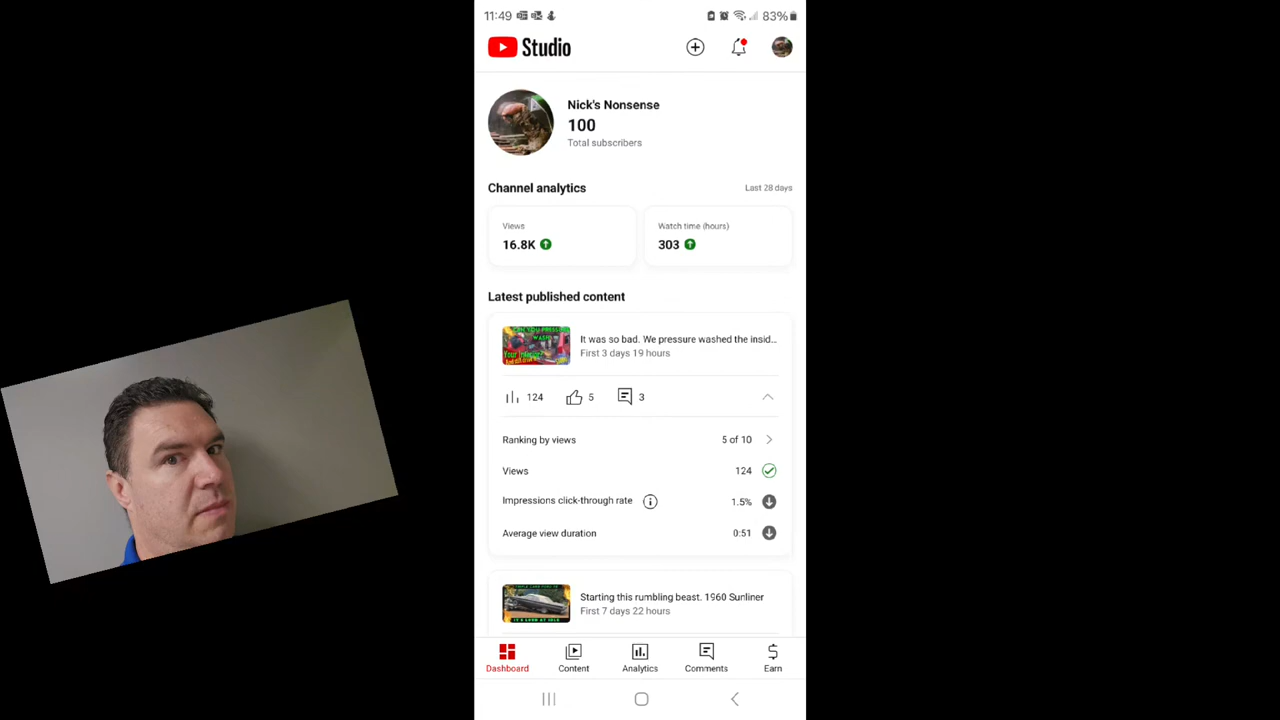 11:49 83%
Studio
Nick's Nonsense
100
Total subscribers
Channel analytics Last 28 days
Views
16.8K
Watch time (hours)
303
Latest published content
It was so bad. We pressure washed the insid...
First 3 days 19 hours
124 5 3
Ranking by views 5 of 10
Views 124
Impressions click-through rate 1.5%
Average view duration 0:51
Starting this rumbling beast. 1960 Sunliner
First 7 days 22 hours
IT'S LOUD AT IDLE
Dashboard Content Analytics Comments Earn